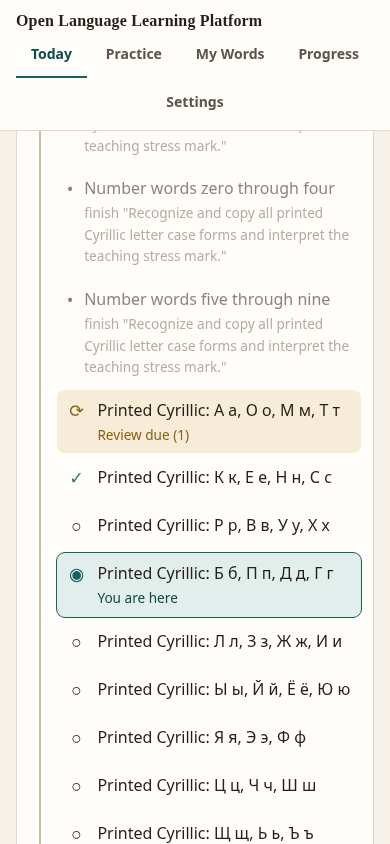 Open Language Learning Platform
Today Practice My Words Progress
Settings
teaching stress mark."
• Number words zero through four
finish "Recognize and copy all printed
Cyrillic letter case forms and interpret the
teaching stress mark."
• Number words five through nine
finish "Recognize and copy all printed
Cyrillic letter case forms and interpret the
teaching stress mark."
⟳ Printed Cyrillic: А а, О о, М м, Т т
Review due (1)
✓ Printed Cyrillic: К к, Е е, Н н, С с
○ Printed Cyrillic: Р р, В в, У у, Х х
◉ Printed Cyrillic: Б б, П п, Д д, Г г
You are here
○ Printed Cyrillic: Л л, З з, Ж ж, И и
○ Printed Cyrillic: Ы ы, Й й, Ё ё, Ю ю
○ Printed Cyrillic: Я я, Э э, Ф ф
○ Printed Cyrillic: Ц ц, Ч ч, Ш ш
○ Printed Cyrillic: Щ щ, Ь ь, Ъ ъ